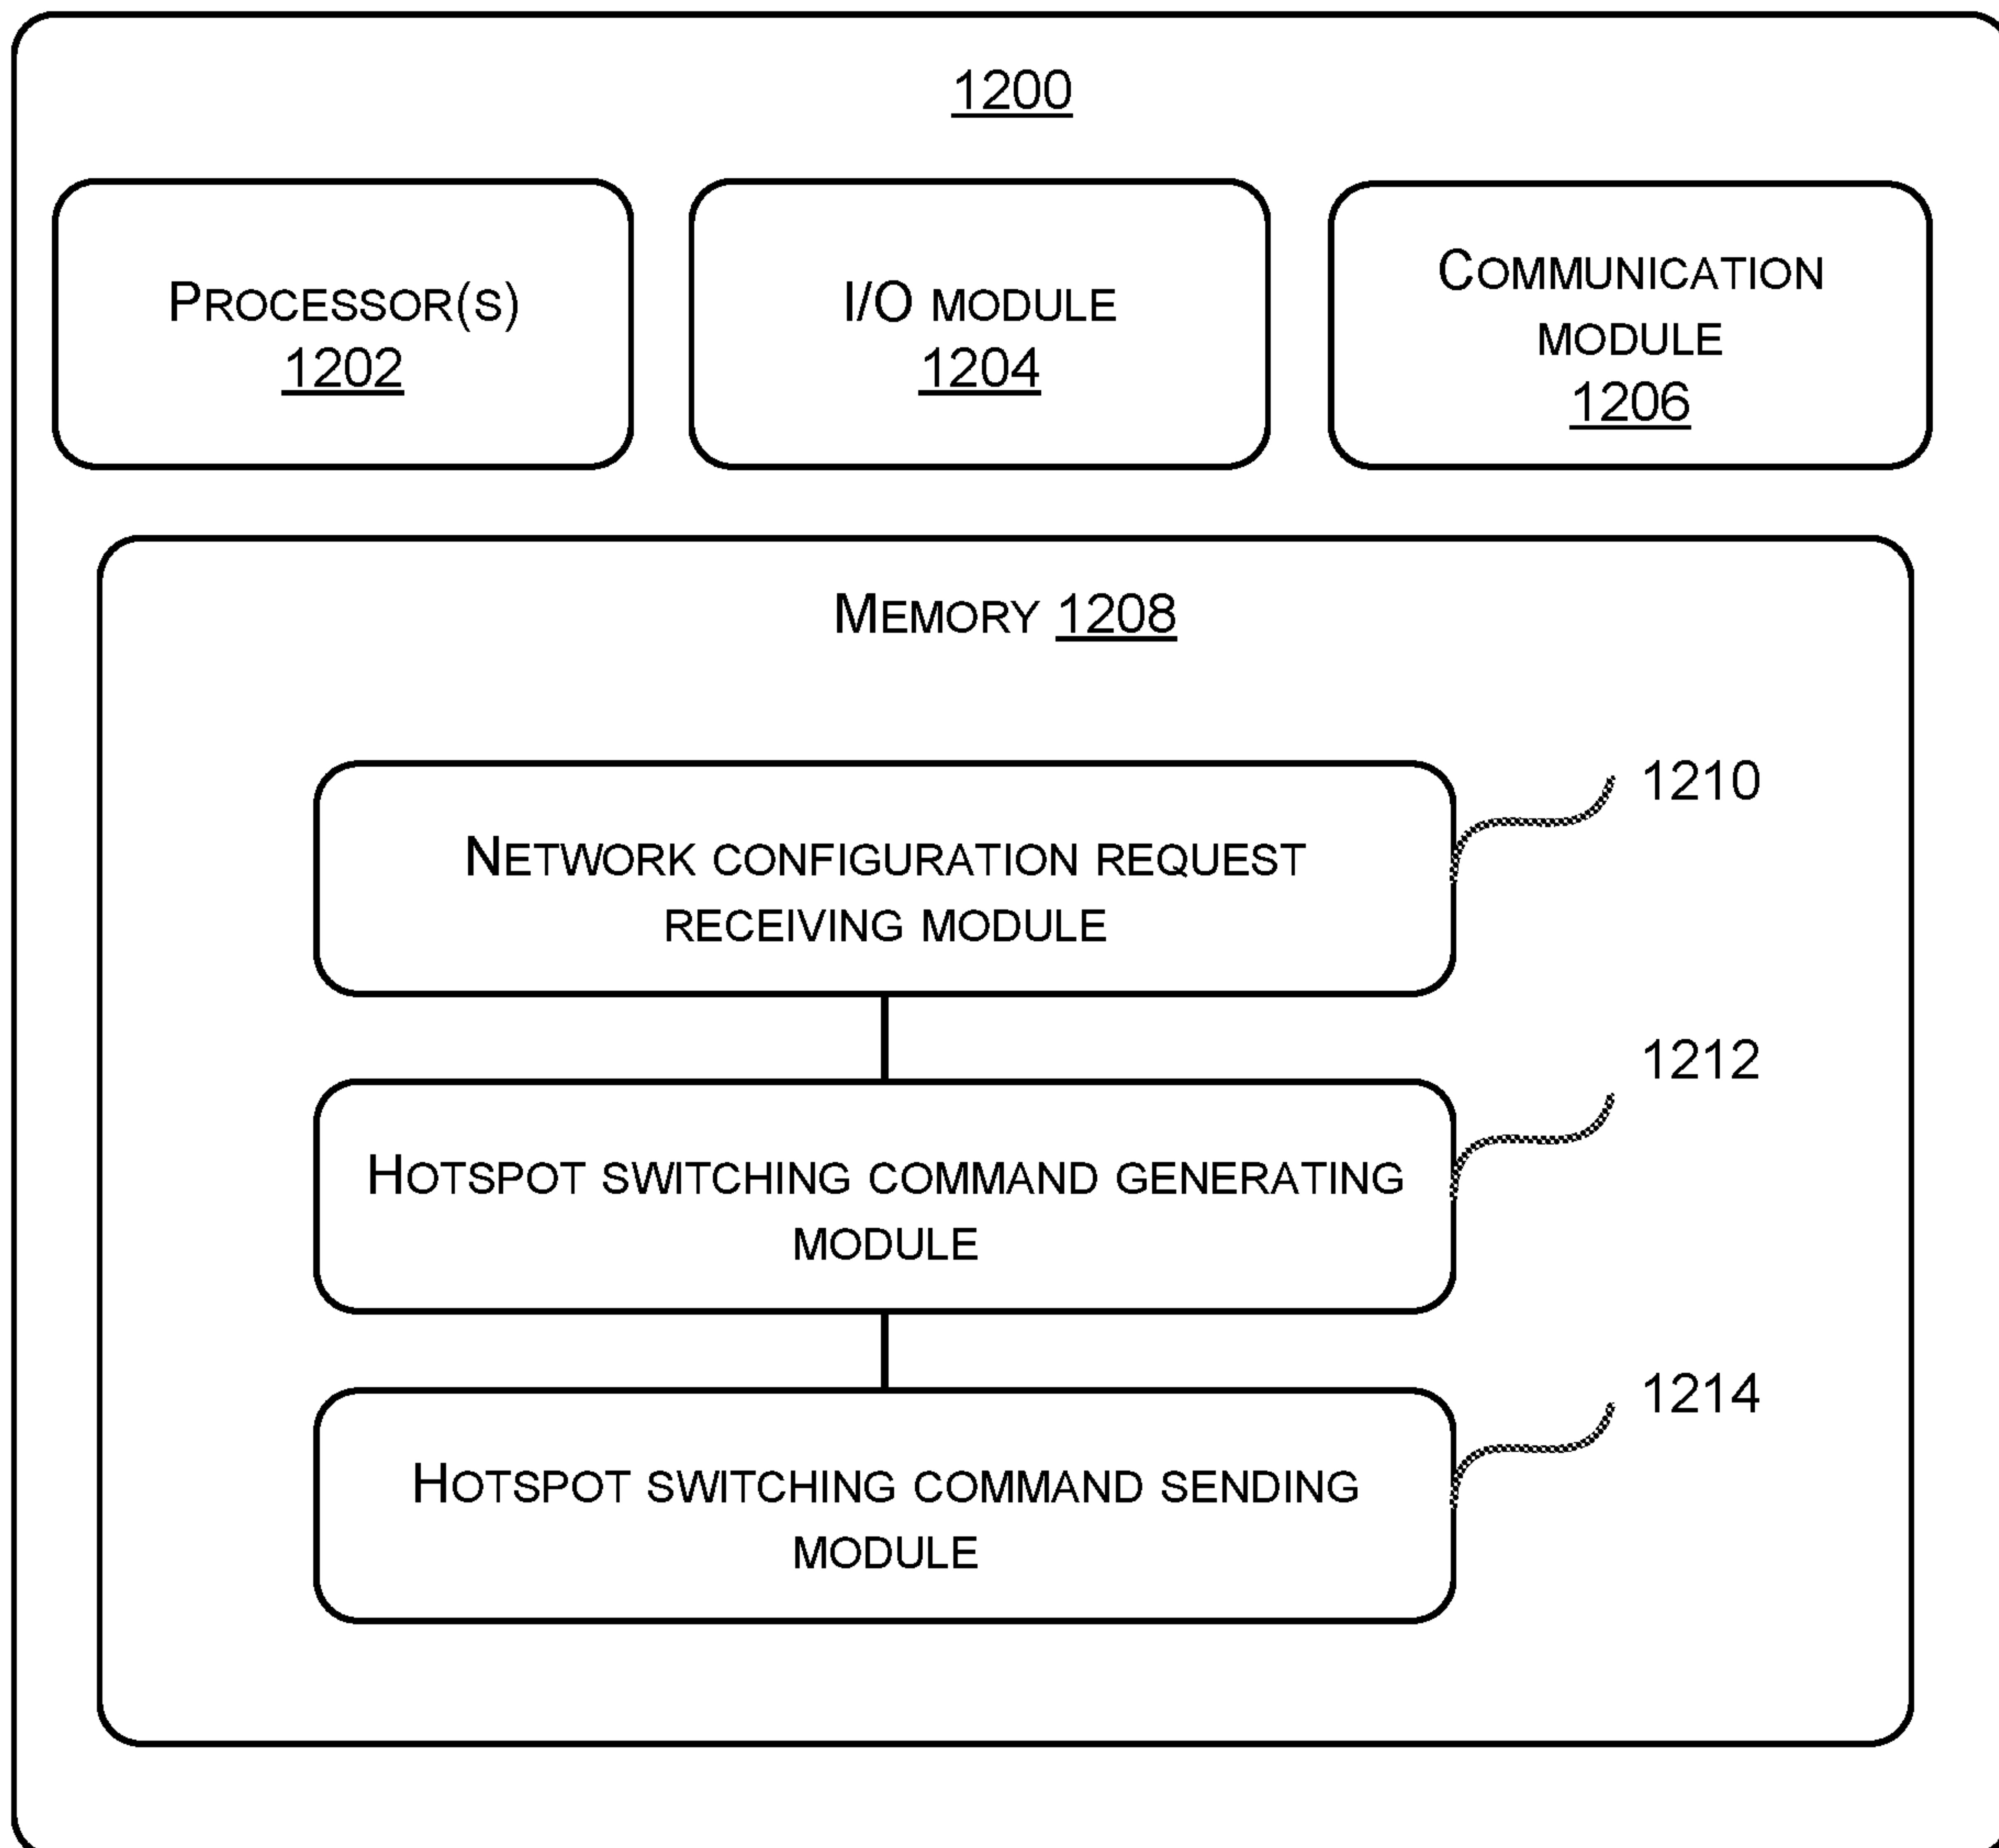 1200
PROCESSOR(S)
1202
I/O MODULE
1204
COMMUNICATION
MODULE
1206
MEMORY 1208
1210
NETWORK CONFIGURATION REQUEST
RECEIVING MODULE
1212
HOTSPOT SWITCHING COMMAND GENERATING
MODULE
1214
HOTSPOT SWITCHING COMMAND SENDING
MODULE